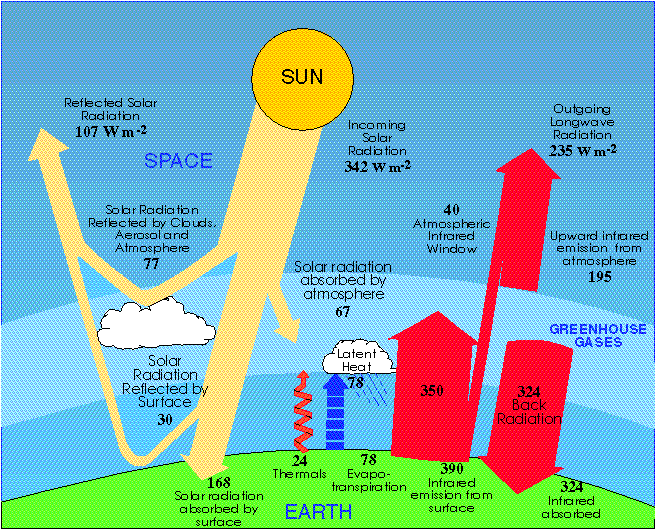 SUN
Reflected Solar
Radiation
107 W m-2
SPACE
Incoming
Solar
Radiation
342 W m-2
Outgoing
Longwave
Radiation
235 W m-2
Solar Radiation
Reflected by Clouds,
Aerosol and
Atmosphere
77
40
Atmospheric
Infrared
Window
Upward infrared
emission from
atmosphere
195
Solar radiation
absorbed by
atmosphere
67
GREENHOUSE
GASES
Solar
Radiation
Reflected by
Surface
30
Latent
Heat
78
350
324
Back
Radiation
168
Solar radiation
absorbed by
surface
24
Thermals
78
Evapo-
transpiration
390
Infrared
emission from
surface
324
Infrared
absorbed
EARTH